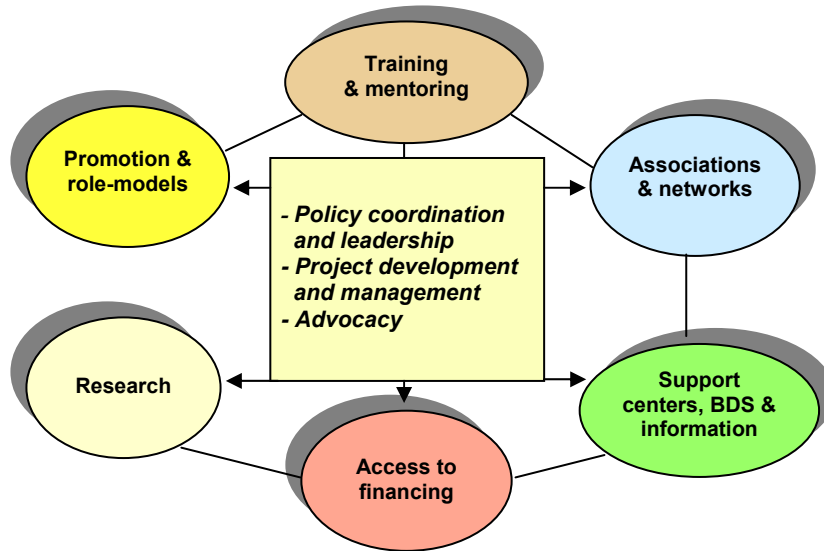 Training
& mentoring
Promotion &
role-models
Associations
& networks
- Policy coordination
and leadership
- Project development
and management
- Advocacy
Research
Support
centers, BDS &
information
Access to
financing